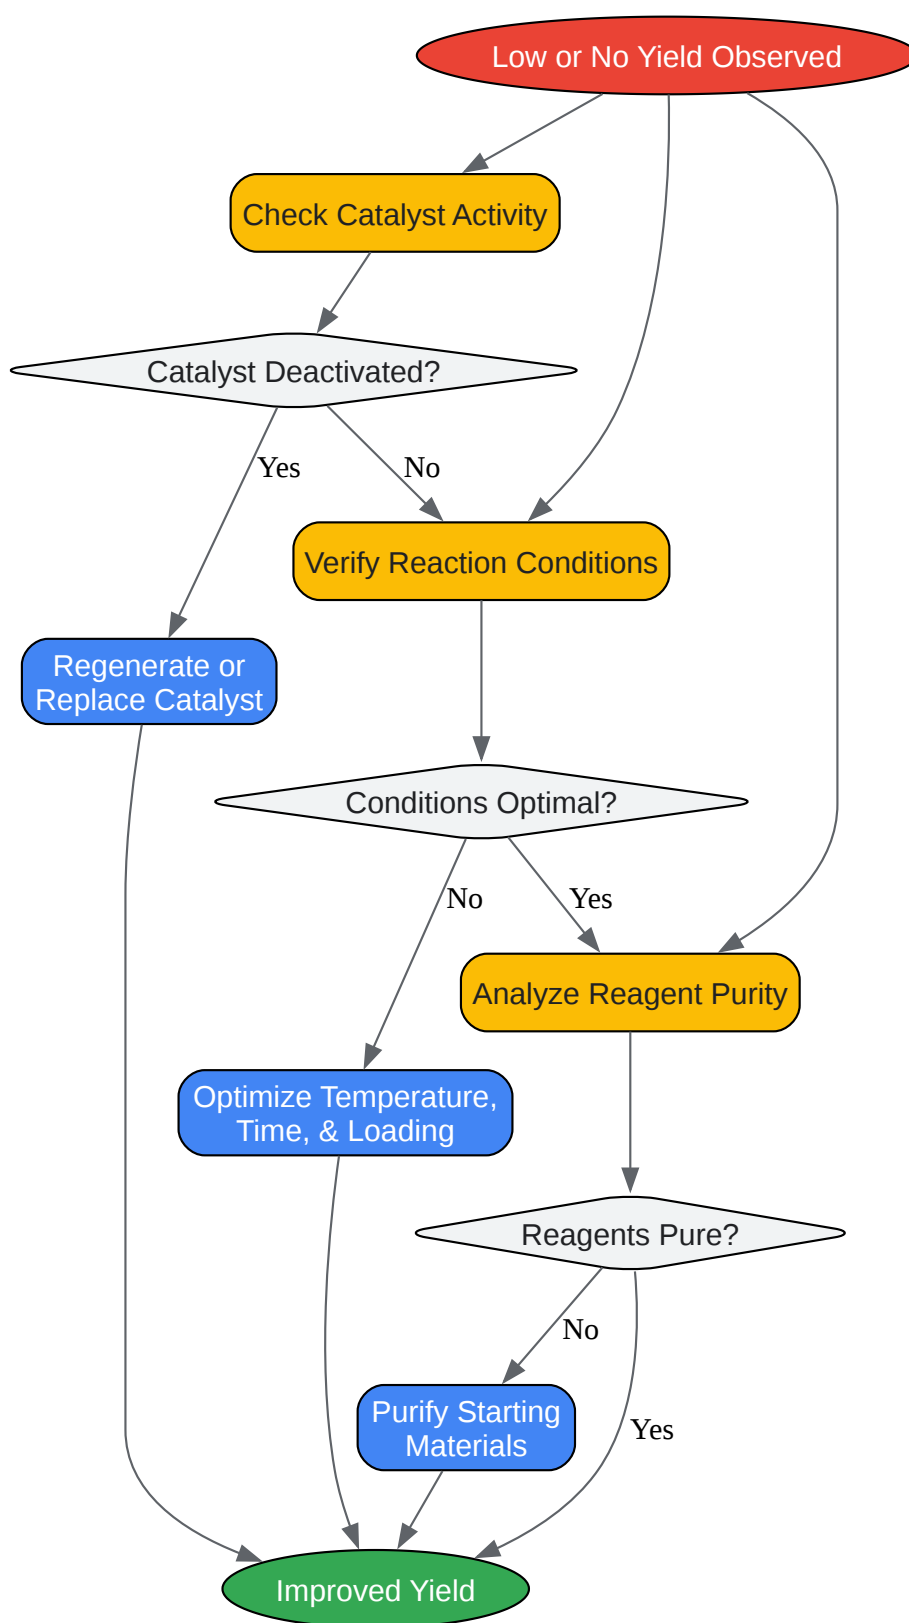 Low or No Yield Observed
Check Catalyst Activity
Catalyst Deactivated?
Yes
No
Verify Reaction Conditions
Regenerate or
Replace Catalyst
Conditions Optimal?
No
Yes
Analyze Reagent Purity
Optimize Temperature,
Time, & Loading
Reagents Pure?
No
Purify Starting
Materials
Yes
Improved Yield